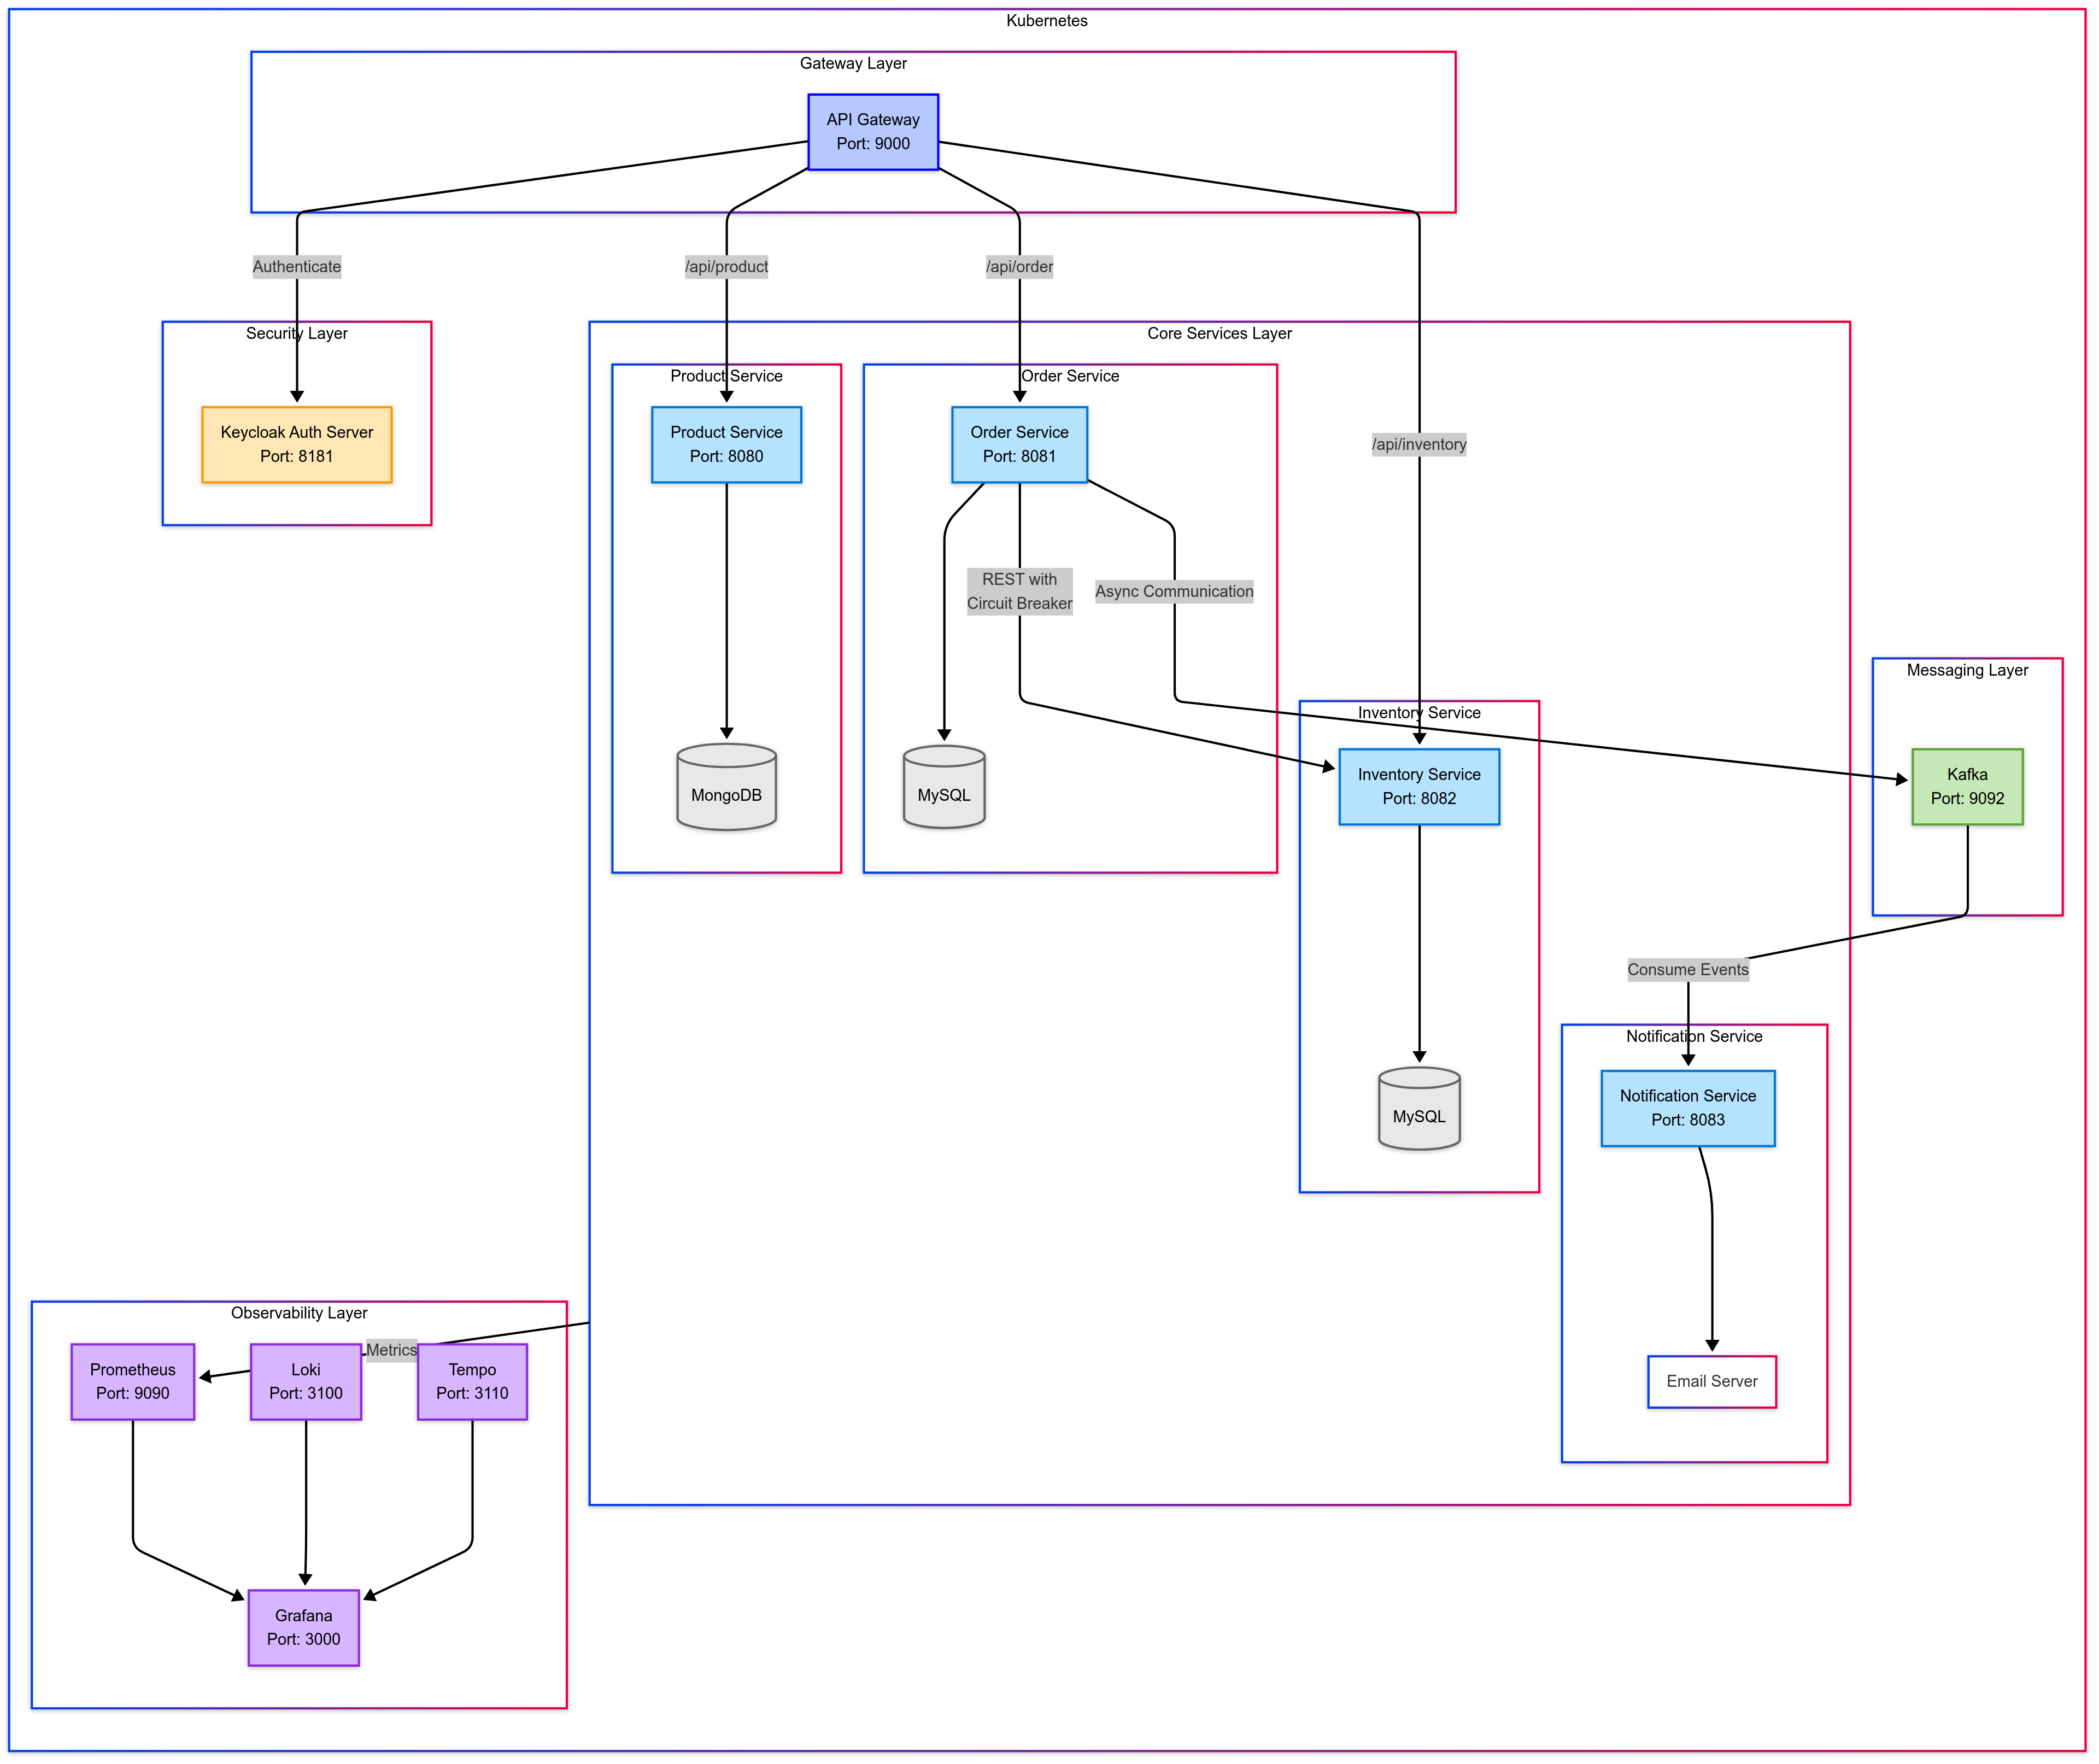 Kubernetes
Gateway Layer
API Gateway
Port: 9000
Authenticate
/api/product
/api/order
Security Layer
Keycloak Auth Server
Port: 8181
Core Services Layer
Product Service
Product Service
Port: 8080
MongoDB
Order Service
Order Service
Port: 8081
REST with
Circuit Breaker
Async Communication
MySQL
/api/inventory
Inventory Service
Inventory Service
Port: 8082
MySQL
Messaging Layer
Kafka
Port: 9092
Consume Events
Notification Service
Notification Service
Port: 8083
Email Server
Observability Layer
Metrics
Prometheus
Port: 9090
Loki
Port: 3100
Tempo
Port: 3110
Grafana
Port: 3000